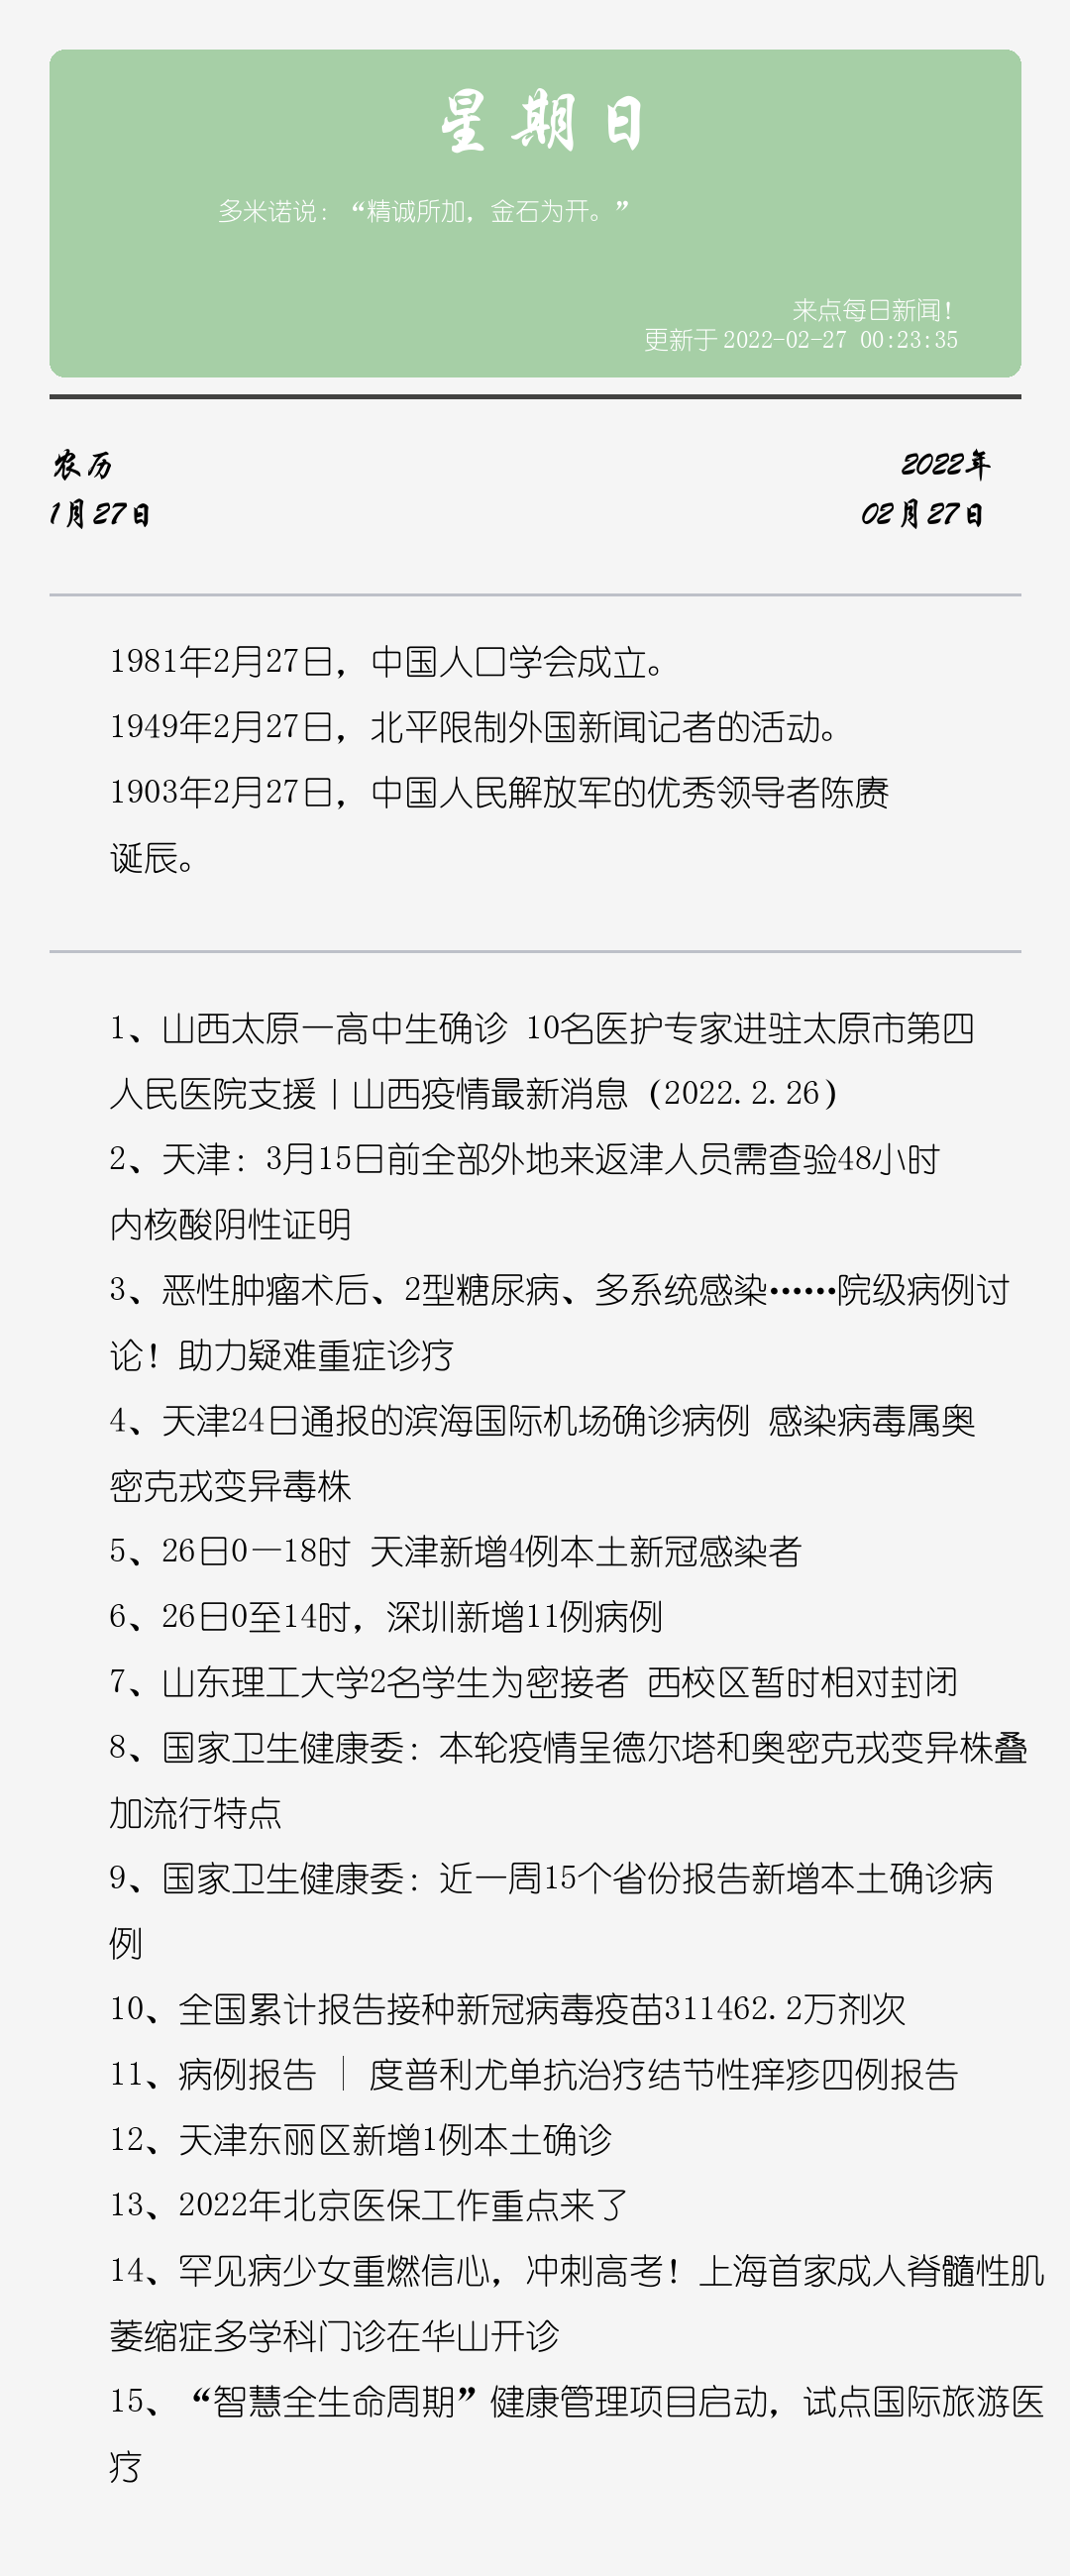 星期日
多米诺说：“精诚所加，金石为开。”
来点每日新闻！
更新于 2022-02-27 00:23:35
农历
1月27日
2022年
02月27日
1981年2月27日，中国人口学会成立。
1949年2月27日，北平限制外国新闻记者的活动。
1903年2月27日，中国人民解放军的优秀领导者陈赓
诞辰。
1、山西太原一高中生确诊 10名医护专家进驻太原市第四
人民医院支援丨山西疫情最新消息（2022.2.26）
2、天津：3月15日前全部外地来返津人员需查验48小时
内核酸阴性证明
3、恶性肿瘤术后、2型糖尿病、多系统感染……院级病例讨
论！助力疑难重症诊疗
4、天津24日通报的滨海国际机场确诊病例 感染病毒属奥
密克戎变异毒株
5、26日0—18时 天津新增4例本土新冠感染者
6、26日0至14时，深圳新增11例病例
7、山东理工大学2名学生为密接者 西校区暂时相对封闭
8、国家卫生健康委：本轮疫情呈德尔塔和奥密克戎变异株叠
加流行特点
9、国家卫生健康委：近一周15个省份报告新增本土确诊病
例
10、全国累计报告接种新冠病毒疫苗311462.2万剂次
11、病例报告 │ 度普利尤单抗治疗结节性痒疹四例报告
12、天津东丽区新增1例本土确诊
13、2022年北京医保工作重点来了
14、罕见病少女重燃信心，冲刺高考！上海首家成人脊髓性肌
萎缩症多学科门诊在华山开诊
15、“智慧全生命周期”健康管理项目启动，试点国际旅游医
疗